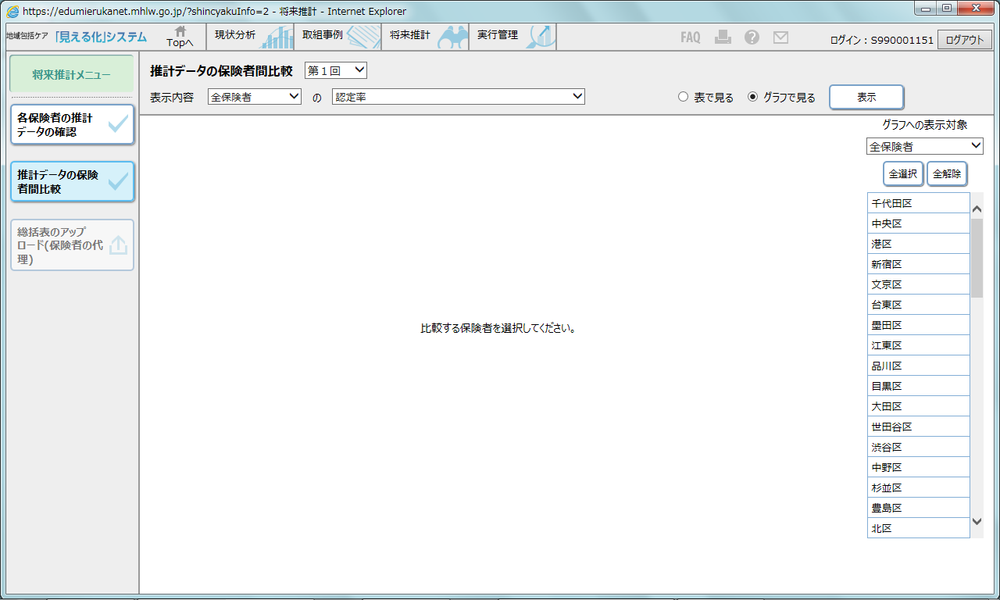 https://edumierukanet.mhlw.go.jp/?shincyakuInfo=2 - 将来推計 - Internet Explorer
地域包括ケア 「見える化」システム
Topへ
現状分析
取組事例
将来推計
実行管理
FAQ
ログイン：S990001151
ログアウト
将来推計メニュー
各保険者の推計
データの確認
推計データの保険
者間比較
総括表のアップ
ロード(保険者の代
理)
推計データの保険者間比較 第１回
表示内容 全保険者 の 認定率
表で見る グラフで見る 表示
比較する保険者を選択してください。
グラフへの表示対象
全保険者
全選択 全解除
千代田区
中央区
港区
新宿区
文京区
台東区
墨田区
江東区
品川区
目黒区
大田区
世田谷区
渋谷区
中野区
杉並区
豊島区
北区